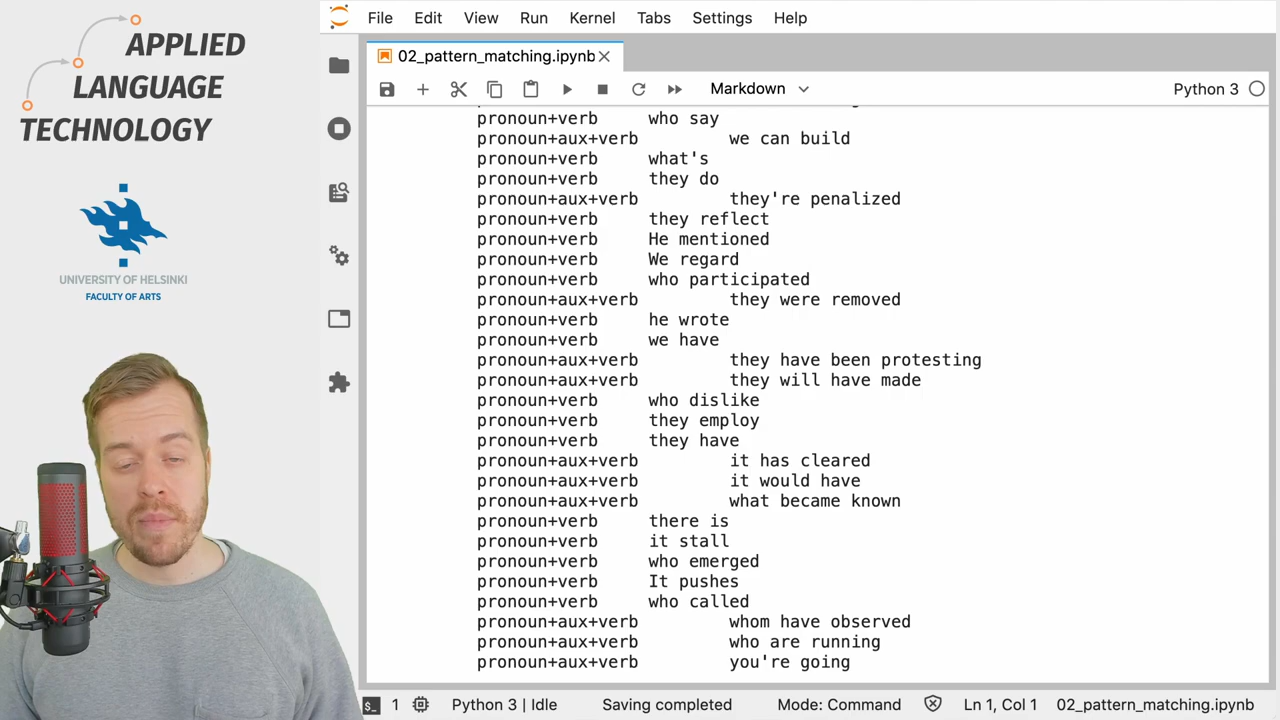 APPLIED
LANGUAGE
TECHNOLOGY
UNIVERSITY OF HELSINKI
FACULTY OF ARTS
File Edit View Run Kernel Tabs Settings Help
02_pattern_matching.ipynb
Markdown
Python 3
pronoun+verb who say
pronoun+aux+verb we can build
pronoun+verb what's
pronoun+verb they do
pronoun+aux+verb they're penalized
pronoun+verb they reflect
pronoun+verb He mentioned
pronoun+verb We regard
pronoun+verb who participated
pronoun+aux+verb they were removed
pronoun+verb he wrote
pronoun+verb we have
pronoun+aux+verb they have been protesting
pronoun+aux+verb they will have made
pronoun+verb who dislike
pronoun+verb they employ
pronoun+verb they have
pronoun+aux+verb it has cleared
pronoun+aux+verb it would have
pronoun+aux+verb what became known
pronoun+verb there is
pronoun+verb it stall
pronoun+verb who emerged
pronoun+verb It pushes
pronoun+verb who called
pronoun+aux+verb whom have observed
pronoun+aux+verb who are running
pronoun+aux+verb you're going
$_ 1 Python 3 | Idle Saving completed Mode: Command Ln 1, Col 1 02_pattern_matching.ipynb